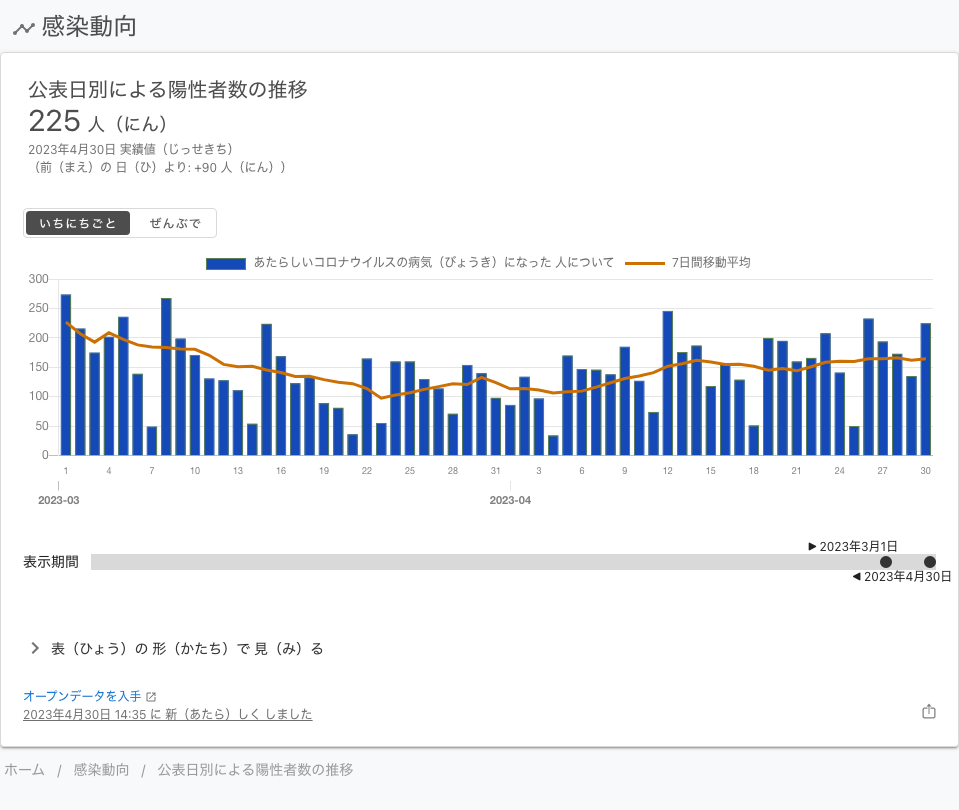 感染動向
公表日別による陽性者数の推移
225 人（にん）
2023年4月30日 実績値（じっせきち）
（前（まえ）の 日（ひ）より: +90 人（にん））
いちにちごと ぜんぶで
あたらしいコロナウイルスの病気（びょうき）になった 人について 7日間移動平均
300
250
200
150
100
50
0
1 4 7 10 13 16 19 22 25 28 31 3 6 9 12 15 18 21 24 27 30
2023-03 2023-04
▶ 2023年3月1日
表示期間
◀ 2023年4月30日
表（ひょう）の 形（かたち）で 見（み）る
オープンデータを入手
2023年4月30日 14:35 に 新（あたら）しく しました
ホーム / 感染動向 / 公表日別による陽性者数の推移